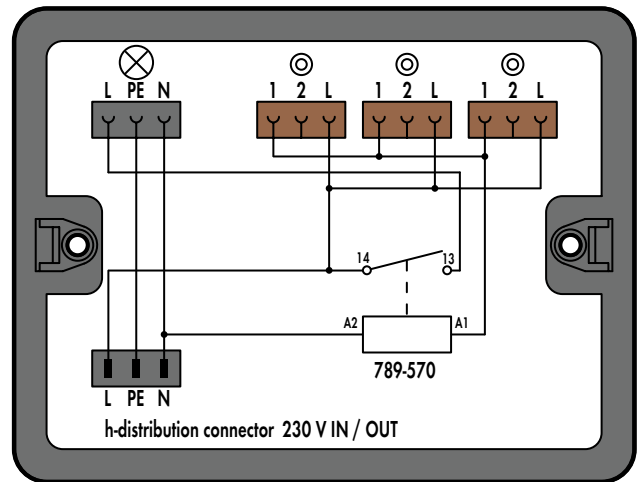 L PE N 1 2 L 1 2 L 1 2 L
14 13
A2 A1
789-570
L PE N
h-distribution connector 230 V IN / OUT